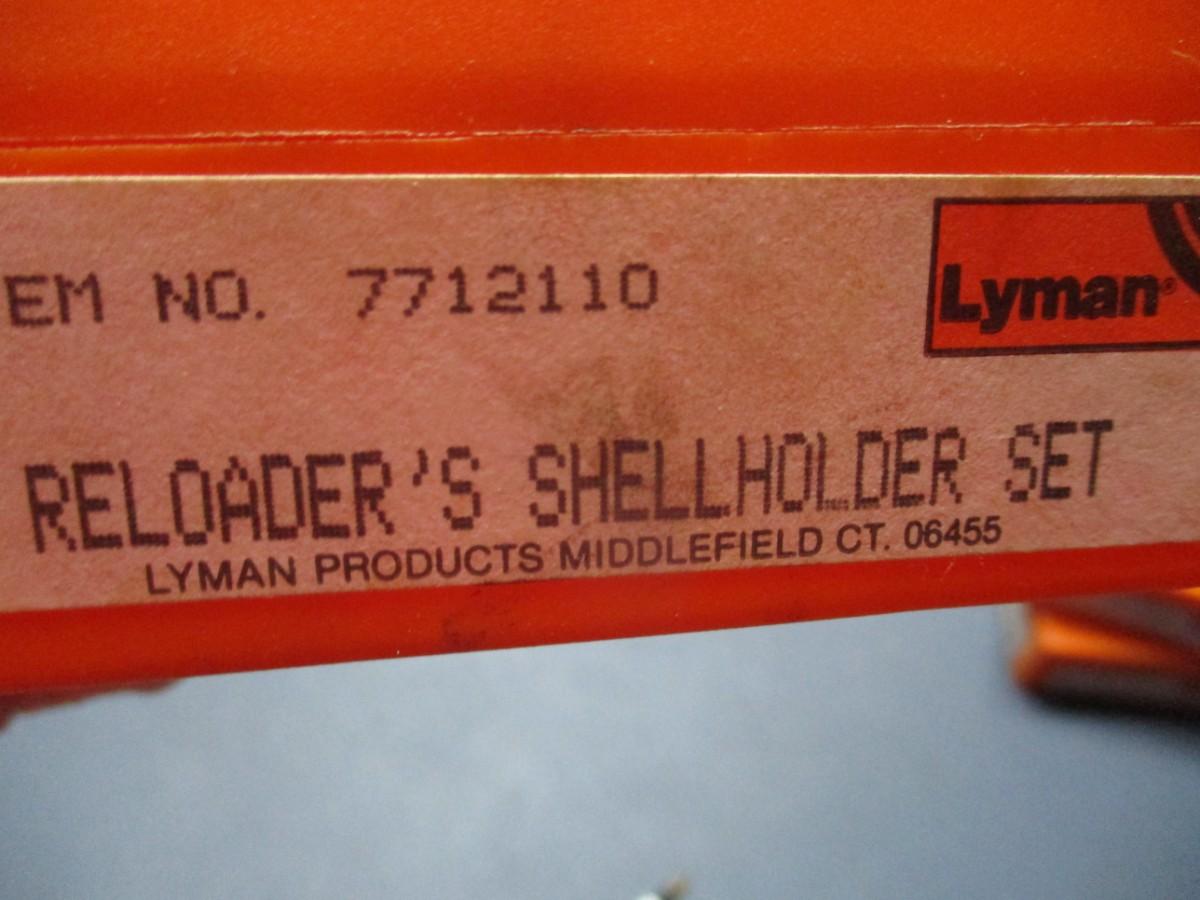 EM NO. 7712110
Lyman®
RELOADER'S SHELLHOLDER SET
LYMAN PRODUCTS MIDDLEFIELD CT. 06455